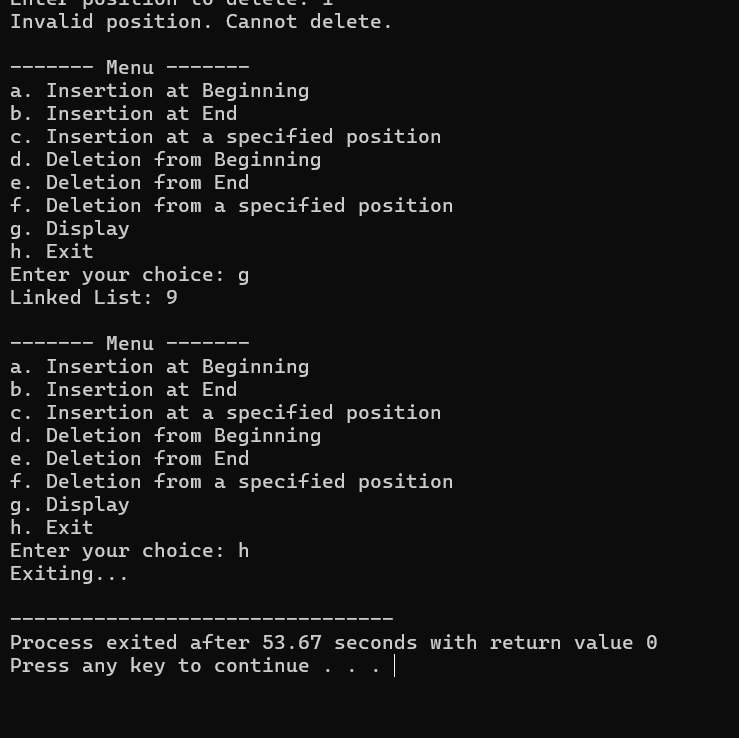 Enter position to delete: 1
Invalid position. Cannot delete.

------- Menu -------
a. Insertion at Beginning
b. Insertion at End
c. Insertion at a specified position
d. Deletion from Beginning
e. Deletion from End
f. Deletion from a specified position
g. Display
h. Exit
Enter your choice: g
Linked List: 9

------- Menu -------
a. Insertion at Beginning
b. Insertion at End
c. Insertion at a specified position
d. Deletion from Beginning
e. Deletion from End
f. Deletion from a specified position
g. Display
h. Exit
Enter your choice: h
Exiting...

--------------------------------
Process exited after 53.67 seconds with return value 0
Press any key to continue . . .